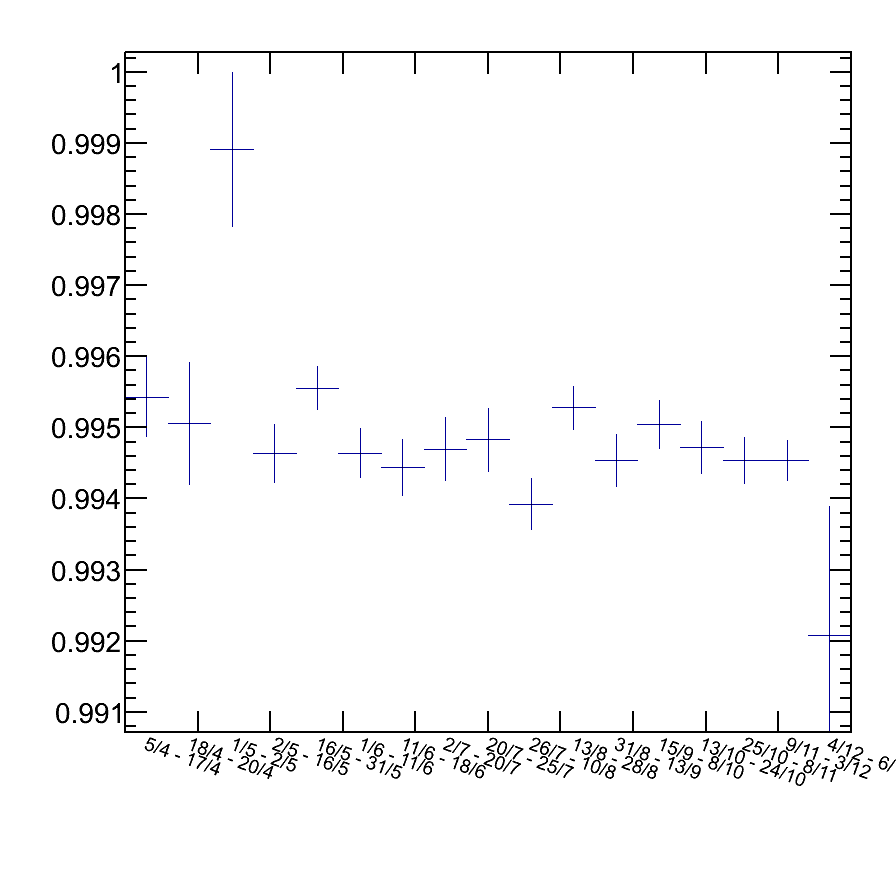 1
0.999
0.998
0.997
0.996
0.995
0.994
0.993
0.992
0.991
5/4 - 17/4
18/4 - 20/4
1/5 - 2/5
2/5 - 16/5
16/5 - 31/5
1/6 - 11/6
11/6 - 18/6
2/7 - 20/7
20/7 - 25/7
26/7 - 10/8
13/8 - 28/8
31/8 - 13/9
15/9 - 8/10
13/10 - 24/10
25/10 - 8/11
9/11 - 3/12
4/12 - 6/